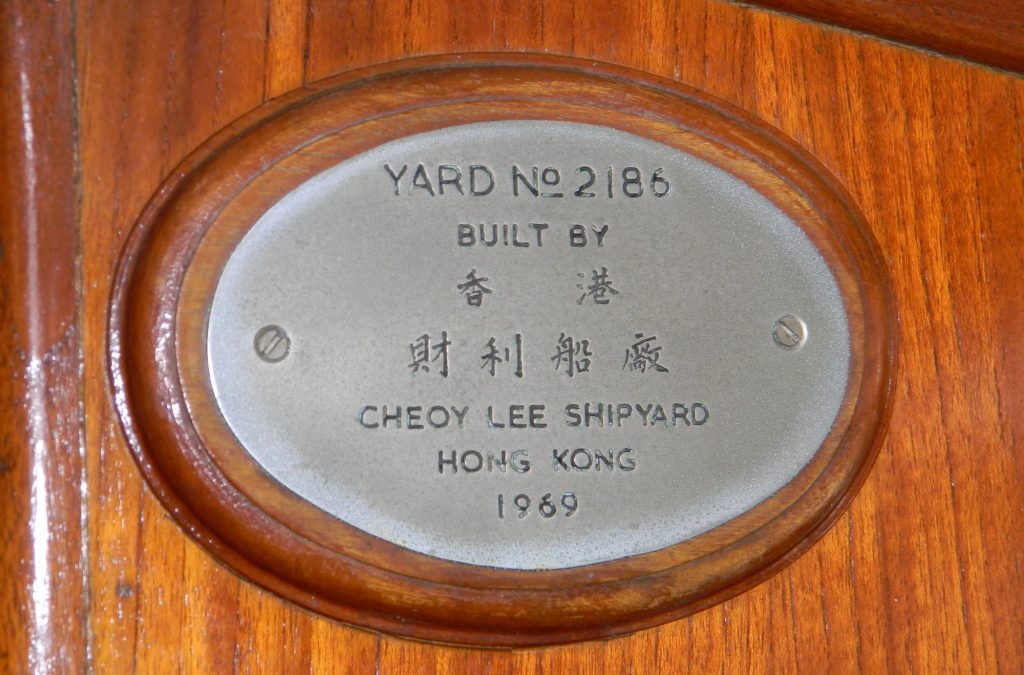 YARD Nº 2186
BUILT BY
香 港
財利船廠
CHEOY LEE SHIPYARD
HONG KONG
1969